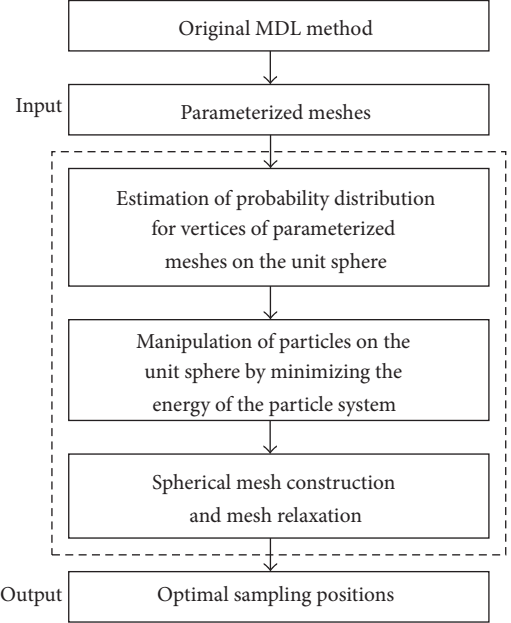 Original MDL method
Input
Parameterized meshes
Estimation of probability distribution
for vertices of parameterized
meshes on the unit sphere
Manipulation of particles on the
unit sphere by minimizing the
energy of the particle system
Spherical mesh construction
and mesh relaxation
Output
Optimal sampling positions